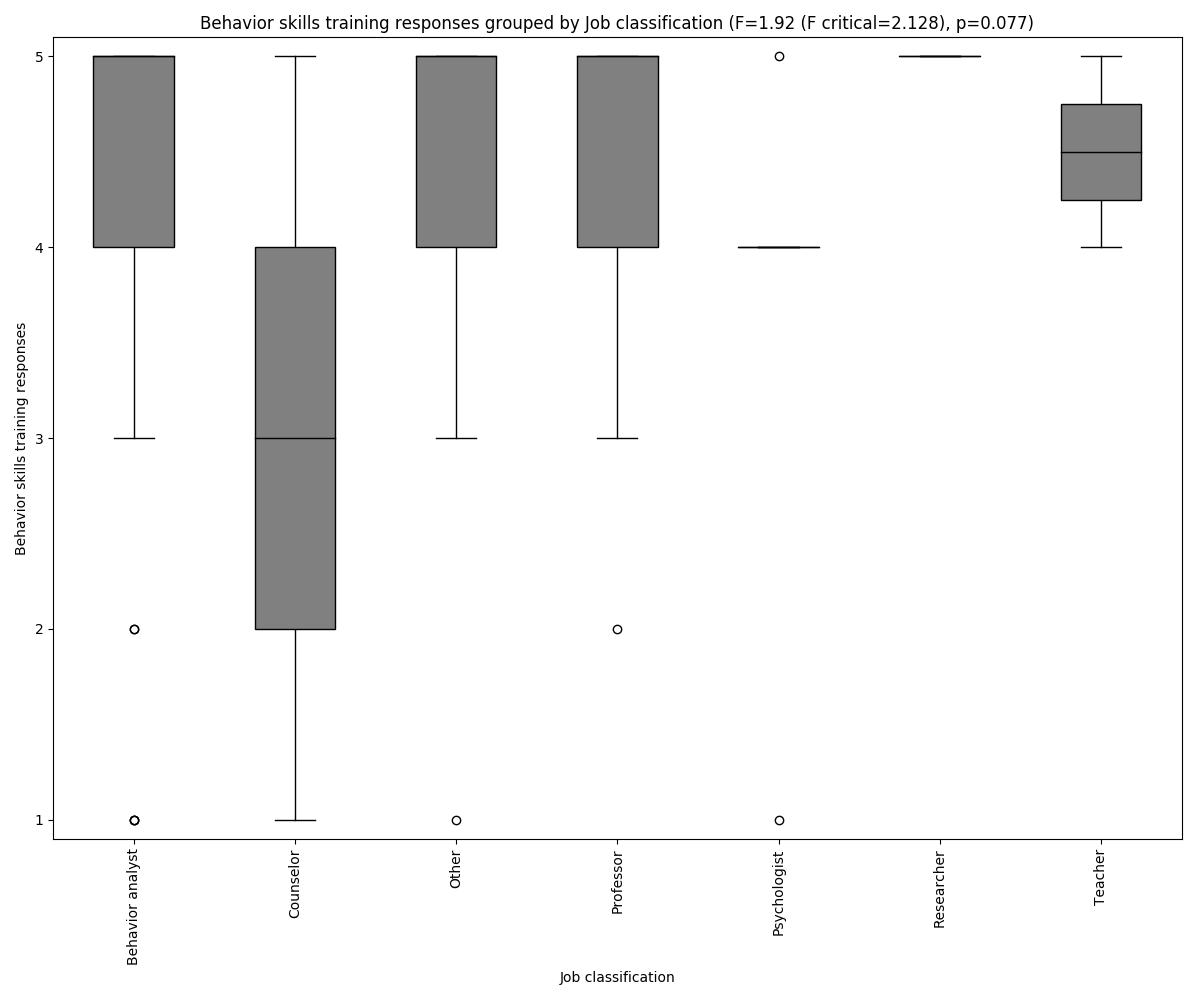 Behavior skills training responses grouped by Job classification (F=1.92 (F critical=2.128), p=0.077)
Behavior skills training responses
5
4
3
2
1
Behavior analyst
Counselor
Other
Professor
Psychologist
Researcher
Teacher
Job classification